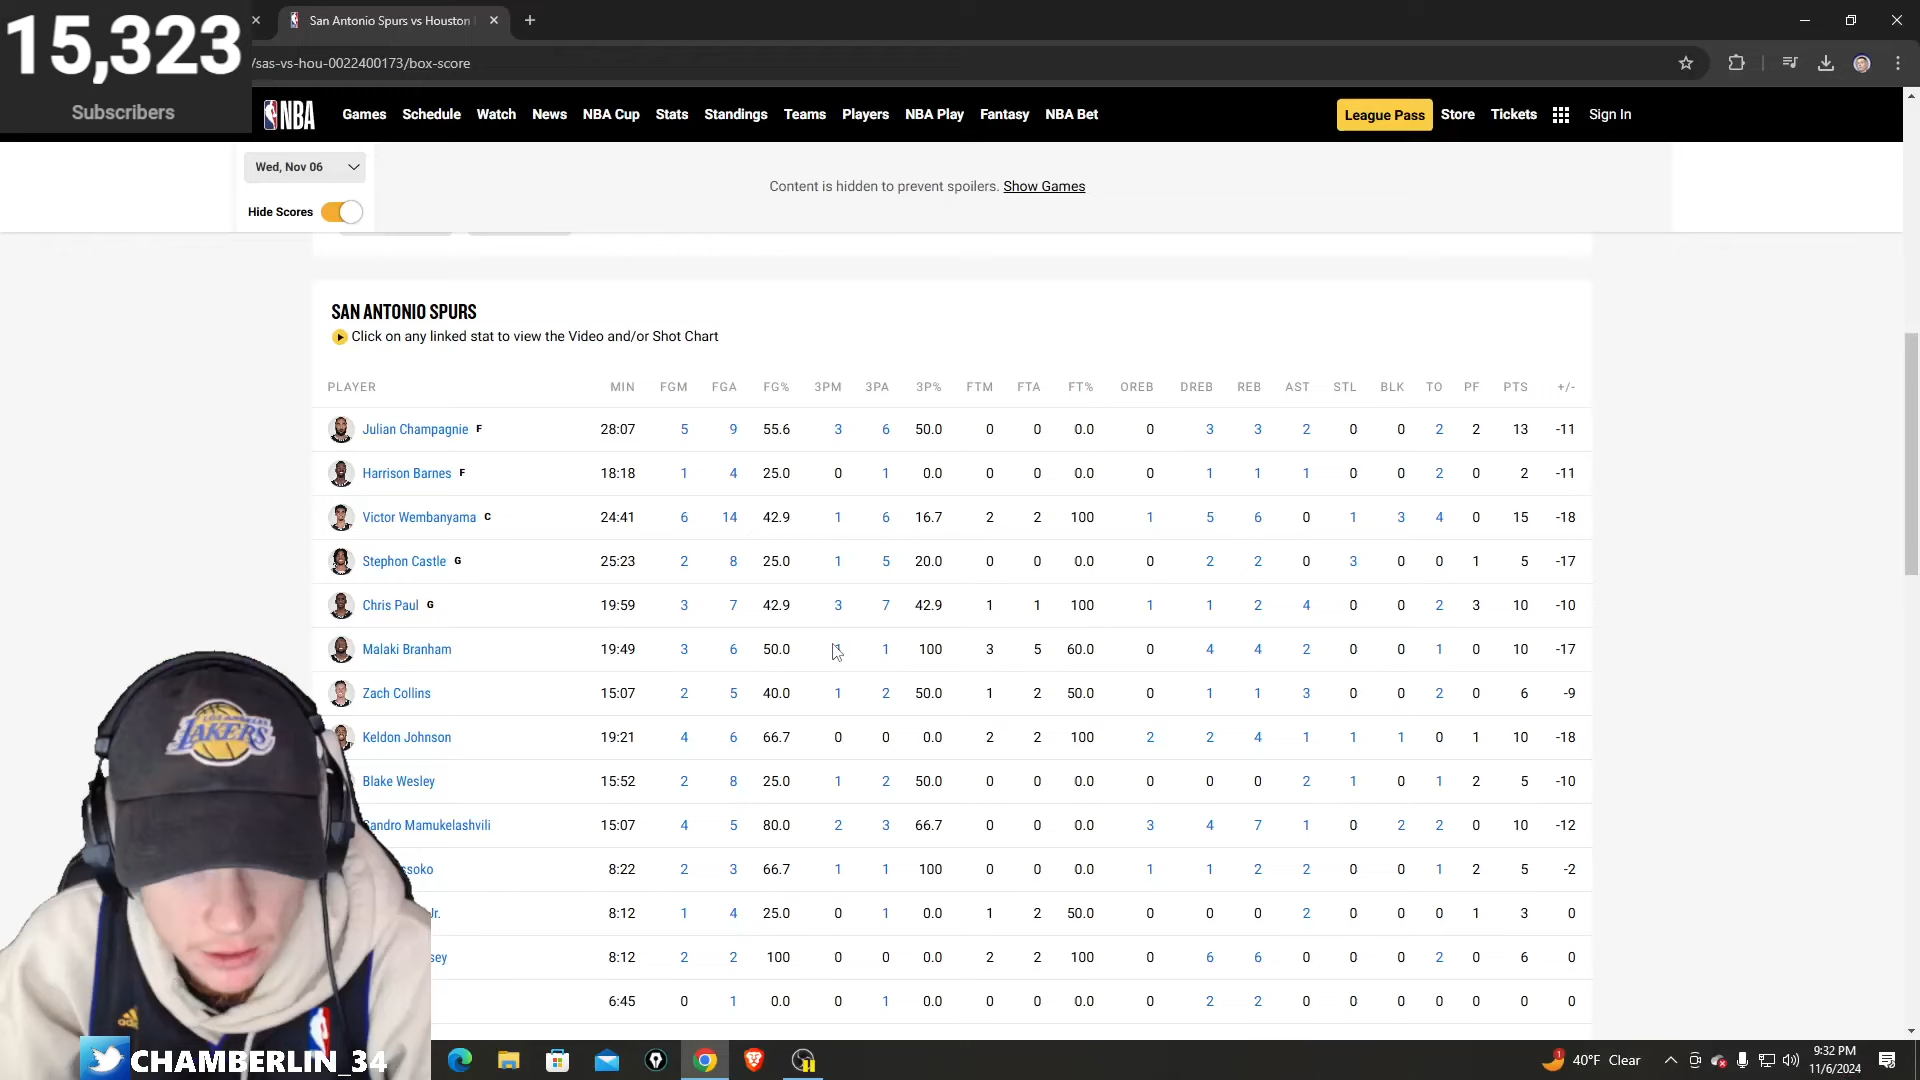 15,323
Subscribers
San Antonio Spurs vs Houston
/sas-vs-hou-0022400173/box-score
NBA Games Schedule Watch News NBA Cup Stats Standings Teams Players NBA Play Fantasy NBA Bet League Pass Store Tickets Sign In
Wed, Nov 06
Content is hidden to prevent spoilers. Show Games
Hide Scores
SAN ANTONIO SPURS
Click on any linked stat to view the Video and/or Shot Chart
PLAYER MIN FGM FGA FG% 3PM 3PA 3P% FTM FTA FT% OREB DREB REB AST STL BLK TO PF PTS +/-
Julian Champagnie F 28:07 5 9 55.6 3 6 50.0 0 0 0.0 0 3 3 2 0 0 2 2 13 -11
Harrison Barnes F 18:18 1 4 25.0 0 1 0.0 0 0 0.0 0 1 1 1 0 0 2 0 2 -11
Victor Wembanyama C 24:41 6 14 42.9 1 6 16.7 2 2 100 1 5 6 0 1 3 4 0 15 -18
Stephon Castle G 25:23 2 8 25.0 1 5 20.0 0 0 0.0 0 2 2 0 3 0 0 1 5 -17
Chris Paul G 19:59 3 7 42.9 3 7 42.9 1 1 100 1 1 2 4 0 0 2 3 10 -10
Malaki Branham 19:49 3 6 50.0 1 1 100 3 5 60.0 0 4 4 2 0 0 1 0 10 -17
Zach Collins 15:07 2 5 40.0 1 2 50.0 1 2 50.0 0 1 1 3 0 0 2 0 6 -9
Keldon Johnson 19:21 4 6 66.7 0 0 0.0 2 2 100 2 2 4 1 1 1 0 1 10 -18
Blake Wesley 15:52 2 8 25.0 1 2 50.0 0 0 0.0 0 0 0 2 1 0 1 2 5 -10
Sandro Mamukelashvili 15:07 4 5 80.0 2 3 66.7 0 0 0.0 3 4 7 1 0 2 2 0 10 -12
ssoko 8:22 2 3 66.7 1 1 100 0 0 0.0 1 1 2 2 0 0 1 2 5 -2
Jr. 8:12 1 4 25.0 0 1 0.0 1 2 50.0 0 0 0 2 0 0 0 1 3 0
sey 8:12 2 2 100 0 0 0.0 2 2 100 0 6 6 0 0 0 2 0 6 0
6:45 0 1 0.0 0 1 0.0 0 0 0.0 0 2 2 0 0 0 0 0 0 0
LOS ANGELES
LAKERS
adidas
CHAMBERLIN_34
1 40°F Clear
9:32 PM
11/6/2024